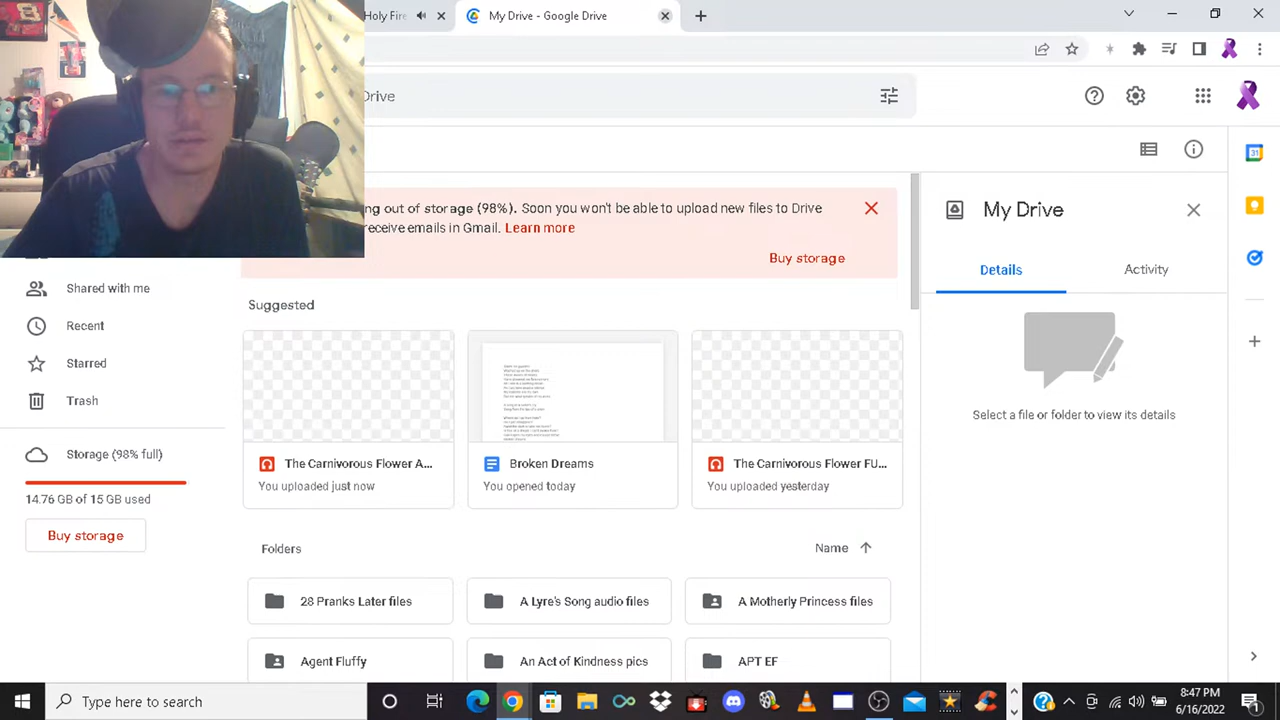 Holy Fire
My Drive - Google Drive
Drive
ng out of storage (98%). Soon you won't be able to upload new files to Drive
receive emails in Gmail. Learn more
Buy storage
My Drive
Details
Activity
Select a file or folder to view its details
31
Shared with me
Recent
Starred
Trash
Storage (98% full)
14.76 GB of 15 GB used
Buy storage
Suggested
The Carnivorous Flower A...
You uploaded just now
Broken Dreams
You opened today
The Carnivorous Flower FU...
You uploaded yesterday
Folders
Name
28 Pranks Later files
A Lyre's Song audio files
A Motherly Princess files
Agent Fluffy
An Act of Kindness pics
APT EF
Type here to search
8:47 PM
6/16/2022
1